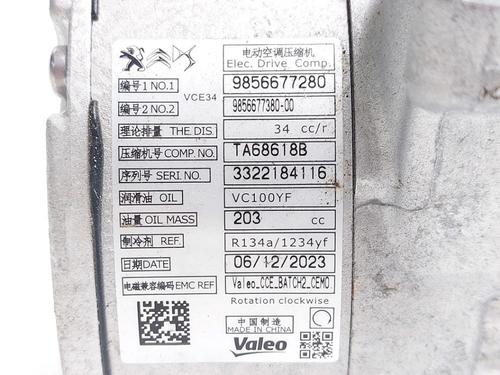 电动空调压缩机
Elec. Drive Comp.
编号1 NO.1 9856677280
VCE34
编号2 NO.2 9856677380-00
理论排量 THE.DIS. 34 cc/r
压缩机号 COMP.NO. TA68618B
序列号 SERI.NO. 3322184116
润滑油 OIL VC100YF
油量 OIL MASS 203 cc
制冷剂 REF. R134a/1234yf
日期DATE 06/12/2023
电磁兼容编码 EMC REF Valeo_CCE_BATCH2_CEMO
Rotation clockwise
中国制造
MADE IN CHINA
Valeo